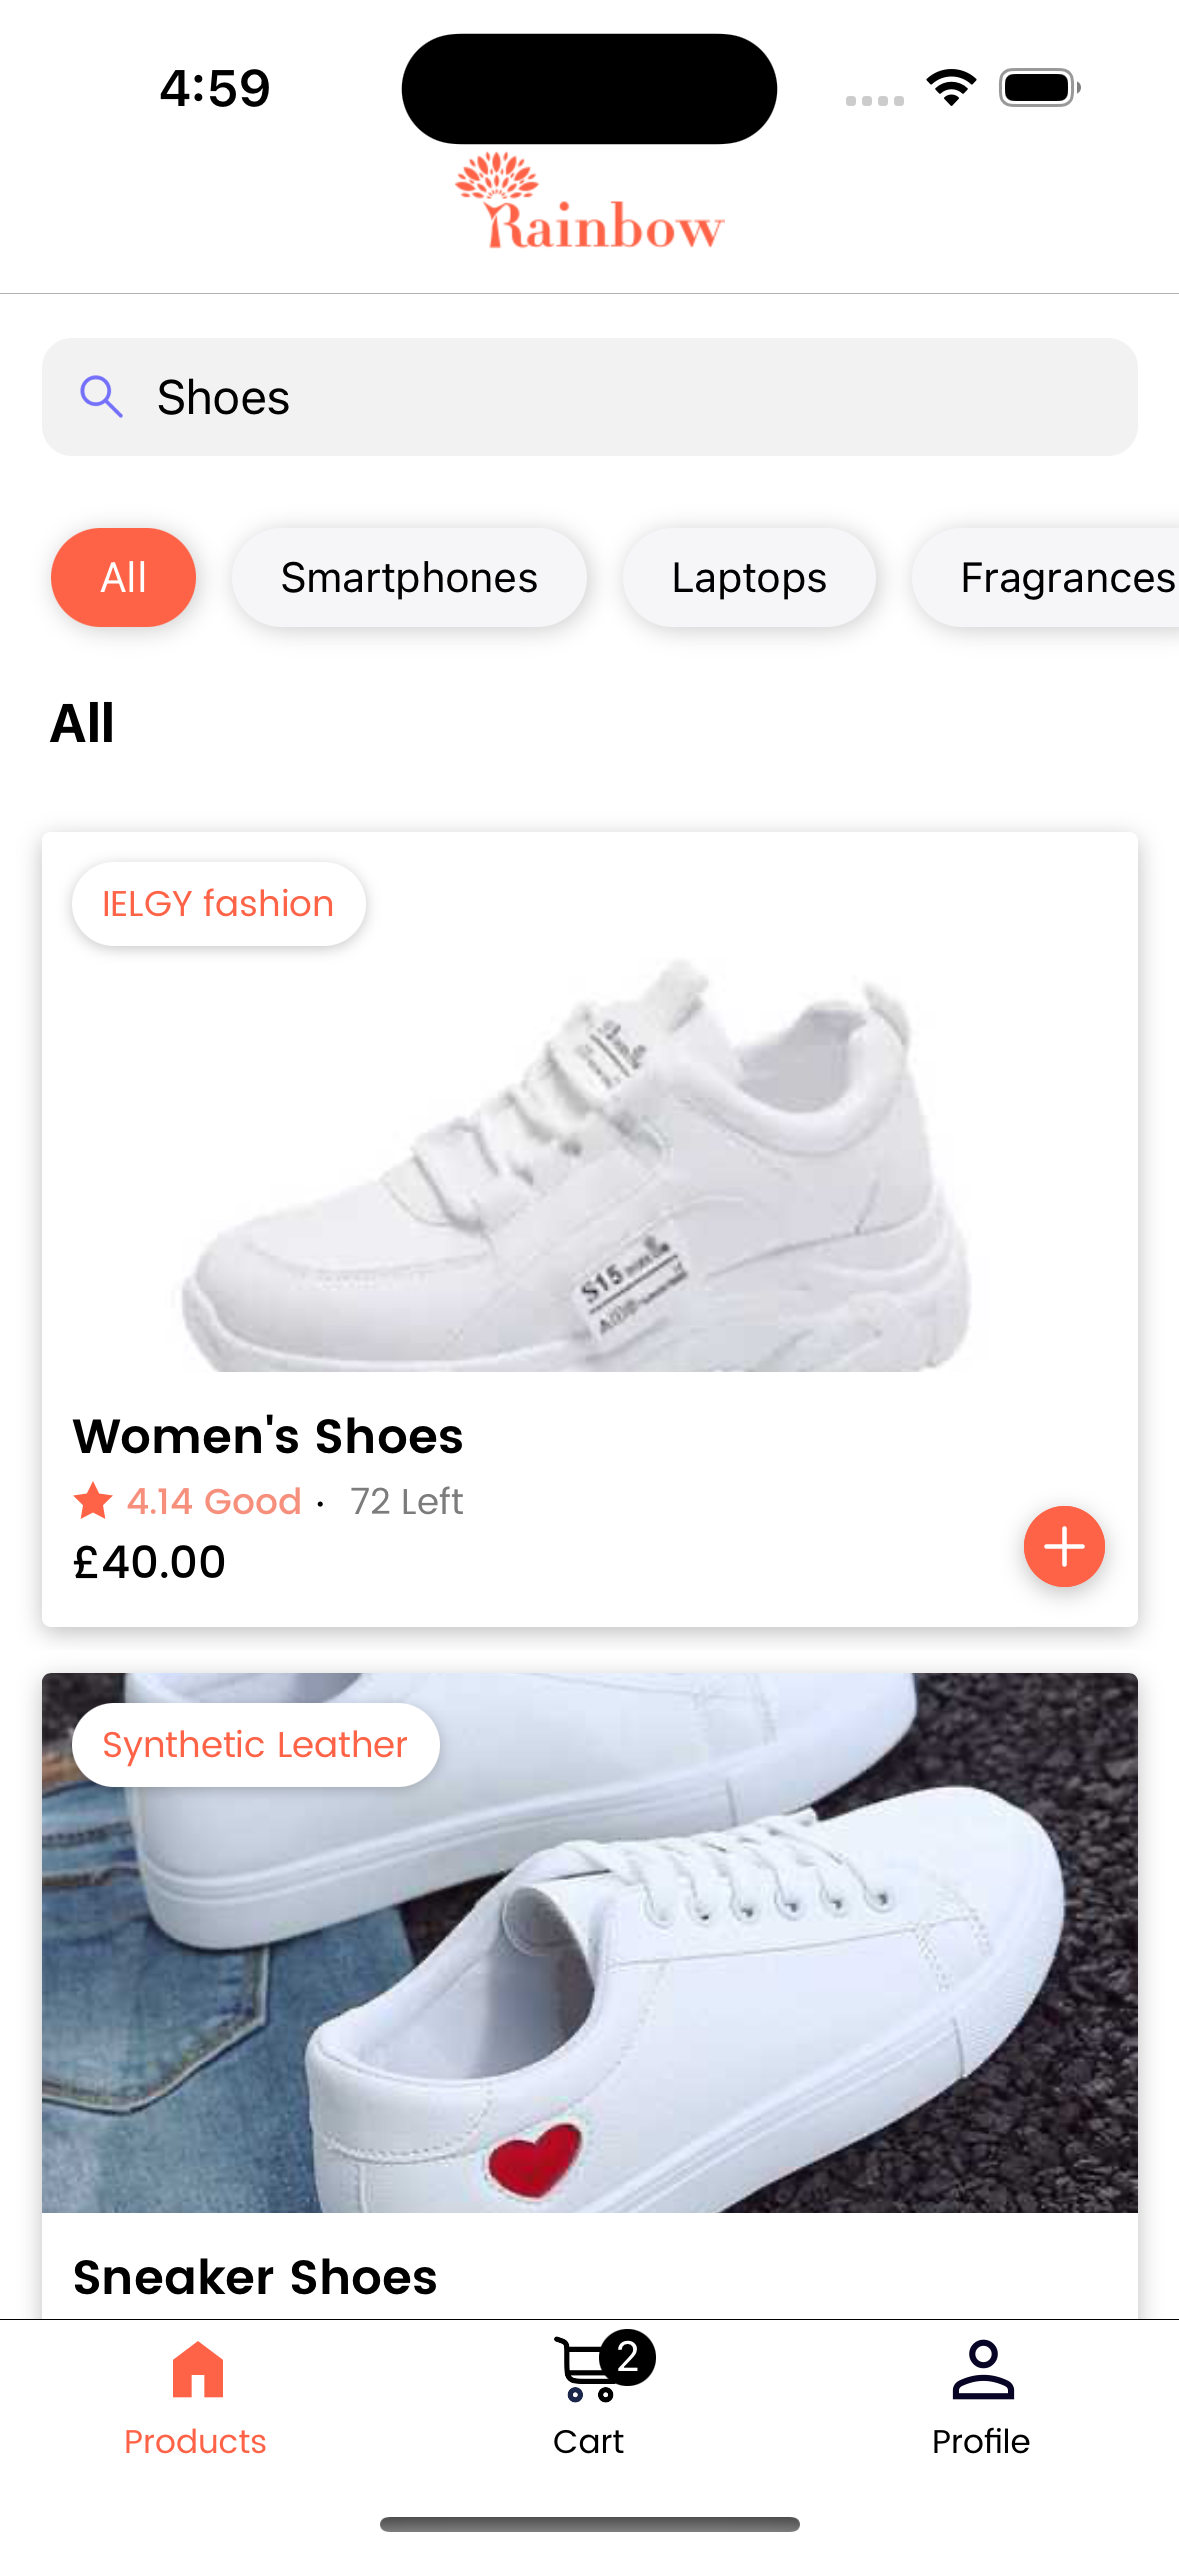 4:59
Rainbow
Shoes
All
Smartphones
Laptops
Fragrances
All
IELGY fashion
S15
Women's Shoes
4.14 Good · 72 Left
£40.00
Synthetic Leather
Sneaker Shoes
2
Products
Cart
Profile